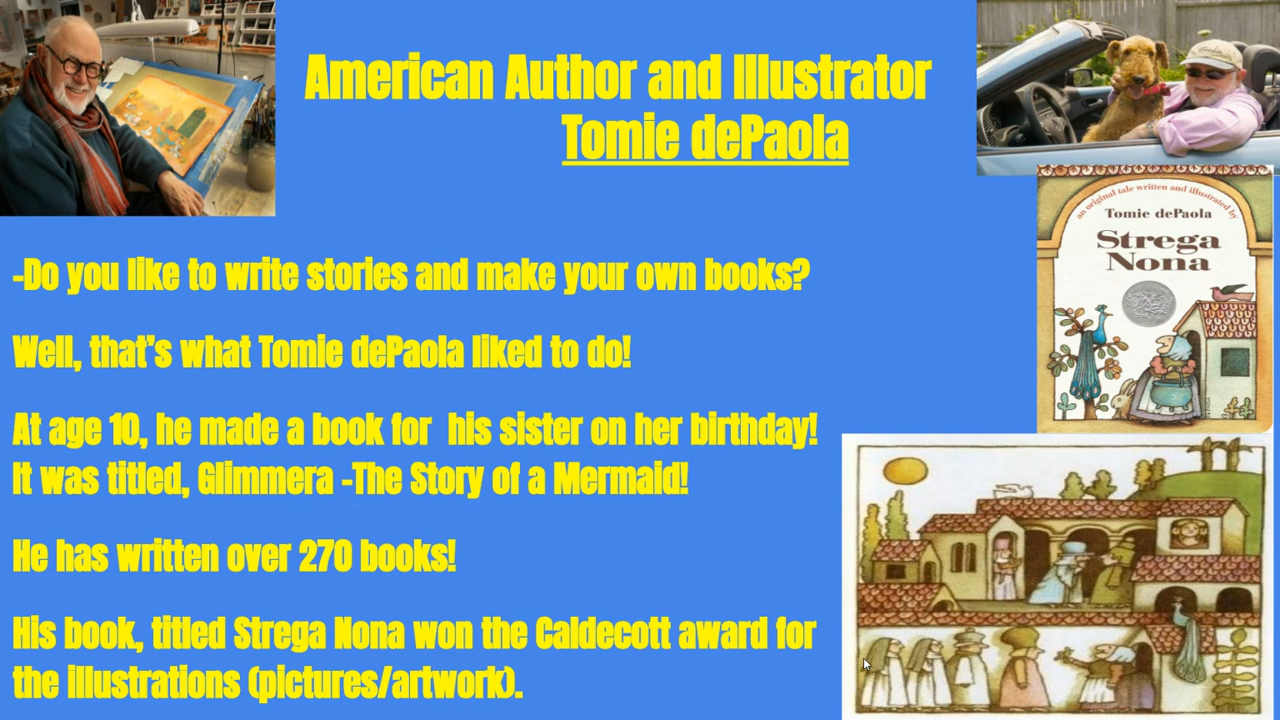 American Author and Illustrator
Tomie dePaola
an original tale written and illustrated by
Tomie dePaola
Strega
Nona
-Do you like to write stories and make your own books?
Well, that's what Tomie dePaola liked to do!
At age 10, he made a book for his sister on her birthday!
It was titled, Glimmera -The Story of a Mermaid!
He has written over 270 books!
His book, titled Strega Nona won the Caldecott award for
the illustrations (pictures/artwork).